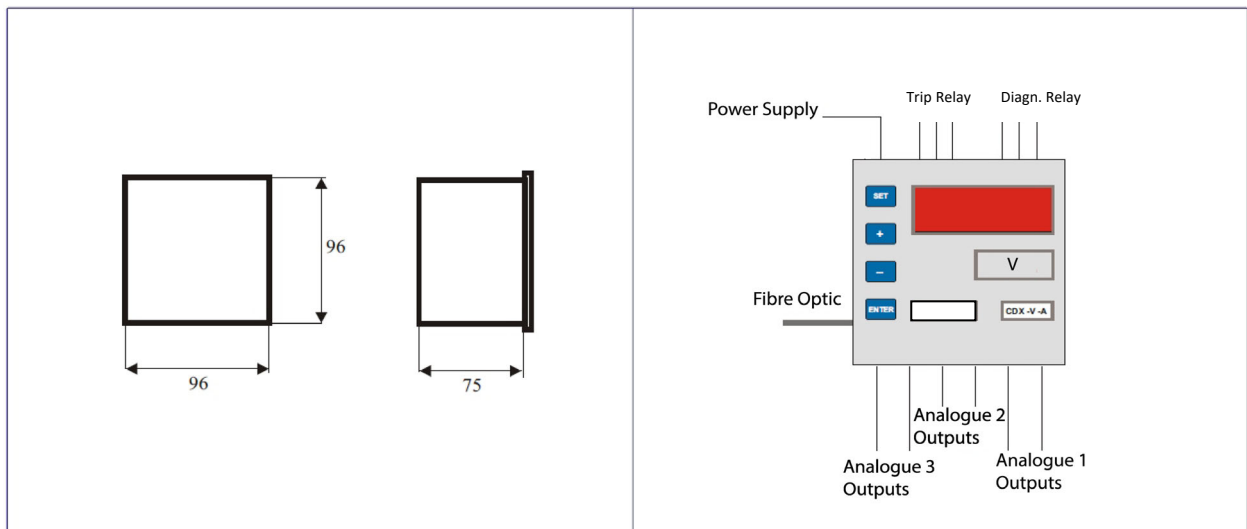 96
96
75
Trip Relay
Diagn. Relay
Power Supply
SET
+
–
V
Fibre Optic
ENTER
CDX -V -A
Analogue 2
Outputs
Analogue 3
Outputs
Analogue 1
Outputs